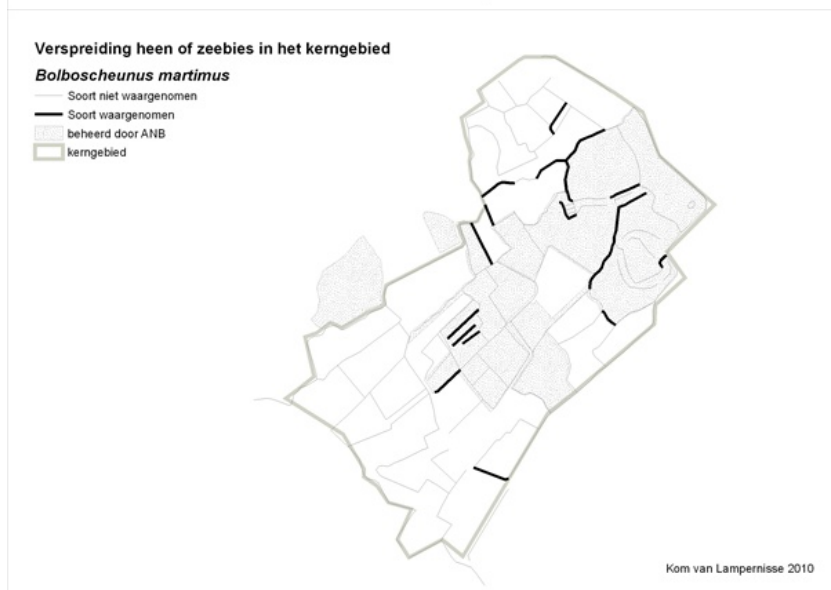 Verspreiding heen of zeebies in het kerngebied
Bolboscheunus martimus
Soort niet waargenomen
Soort waargenomen
beheerd door ANB
kerngebied
Kom van Lampernisse 2010